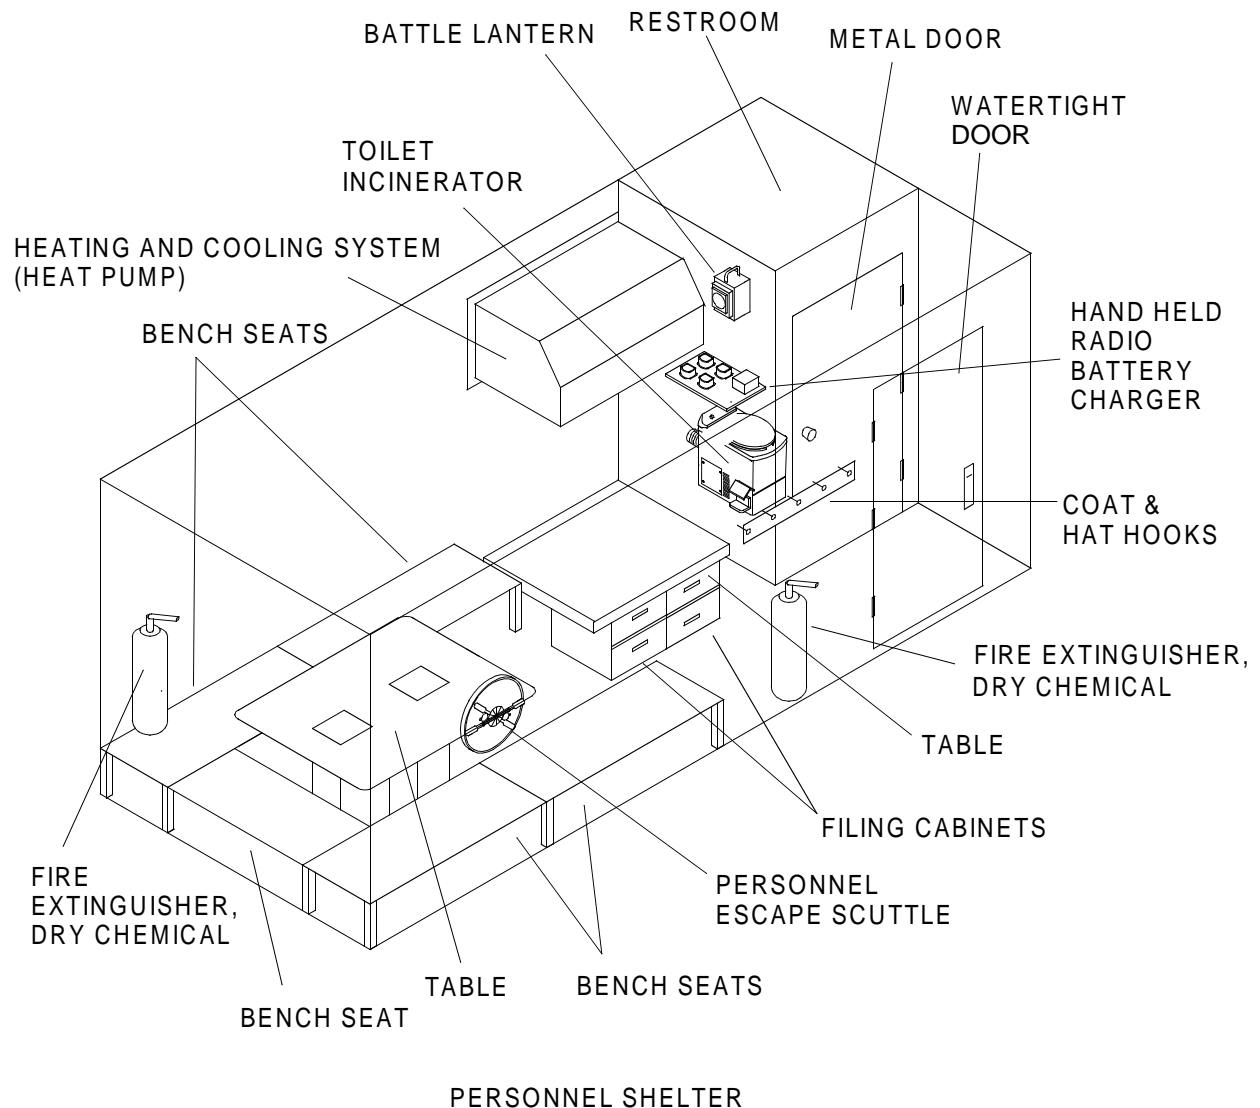 RESTROOM
BATTLE LANTERN
METAL DOOR
WATERTIGHT
DOOR
TOILET
INCINERATOR
HEATING AND COOLING SYSTEM
(HEAT PUMP)
BENCH SEATS
HAND HELD
RADIO
BATTERY
CHARGER
COAT &
HAT HOOKS
FIRE EXTINGUISHER,
DRY CHEMICAL
TABLE
FILING CABINETS
FIRE
EXTINGUISHER,
DRY CHEMICAL
PERSONNEL
ESCAPE SCUTTLE
TABLE
BENCH SEATS
BENCH SEAT
PERSONNEL SHELTER